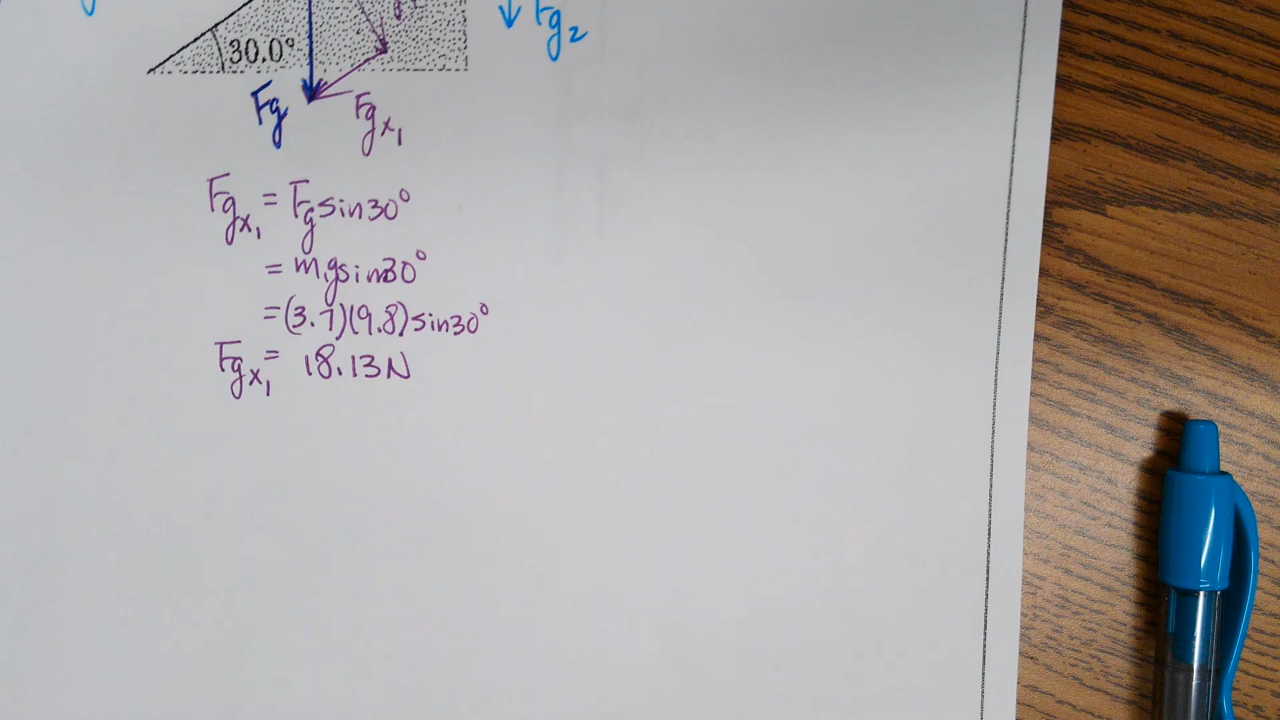 Fg₂
30.0°
Fg
Fgx₁
Fgx₁ = Fg sin30°
= m₁g sin30°
= (3.7)(9.8) sin30°
Fgx₁ = 18.13N